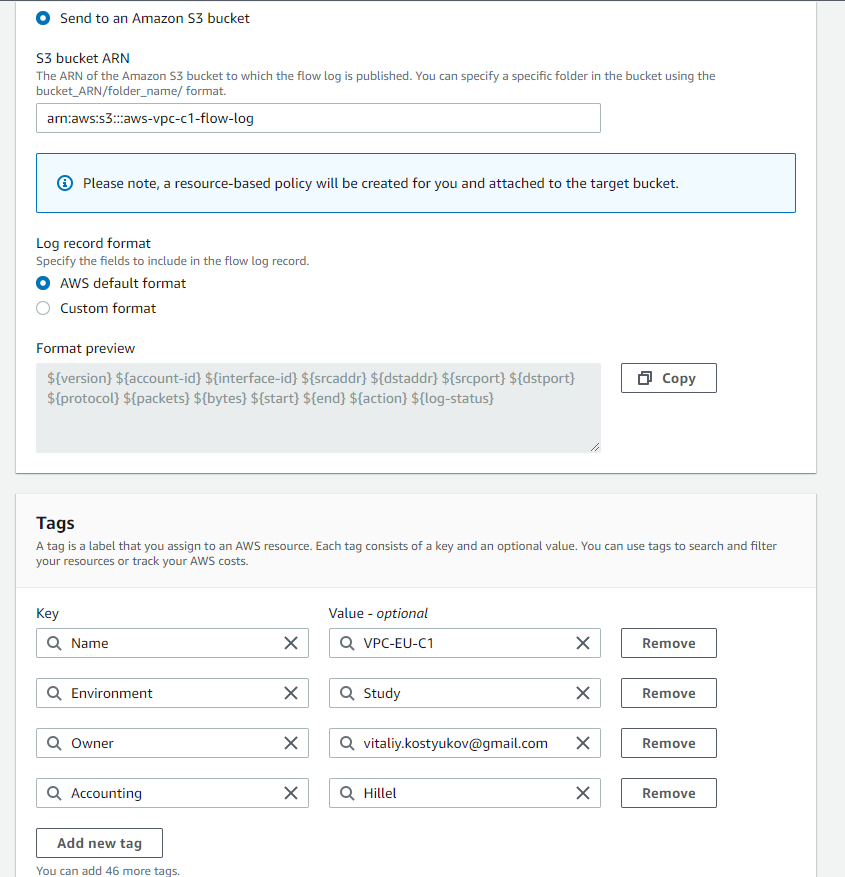 Send to an Amazon S3 bucket
S3 bucket ARN
The ARN of the Amazon S3 bucket to which the flow log is published. You can specify a specific folder in the bucket using the
bucket_ARN/folder_name/ format.
arn:aws:s3:::aws-vpc-c1-flow-log
Please note, a resource-based policy will be created for you and attached to the target bucket.
Log record format
Specify the fields to include in the flow log record.
AWS default format
Custom format
Format preview
${version} ${account-id} ${interface-id} ${srcaddr} ${dstaddr} ${srcport} ${dstport}
${protocol} ${packets} ${bytes} ${start} ${end} ${action} ${log-status}
Copy
Tags
A tag is a label that you assign to an AWS resource. Each tag consists of a key and an optional value. You can use tags to search and filter
your resources or track your AWS costs.
Key Value - optional
Name VPC-EU-C1 Remove
Environment Study Remove
Owner vitaliy.kostyukov@gmail.com Remove
Accounting Hillel Remove
Add new tag
You can add 46 more tags.